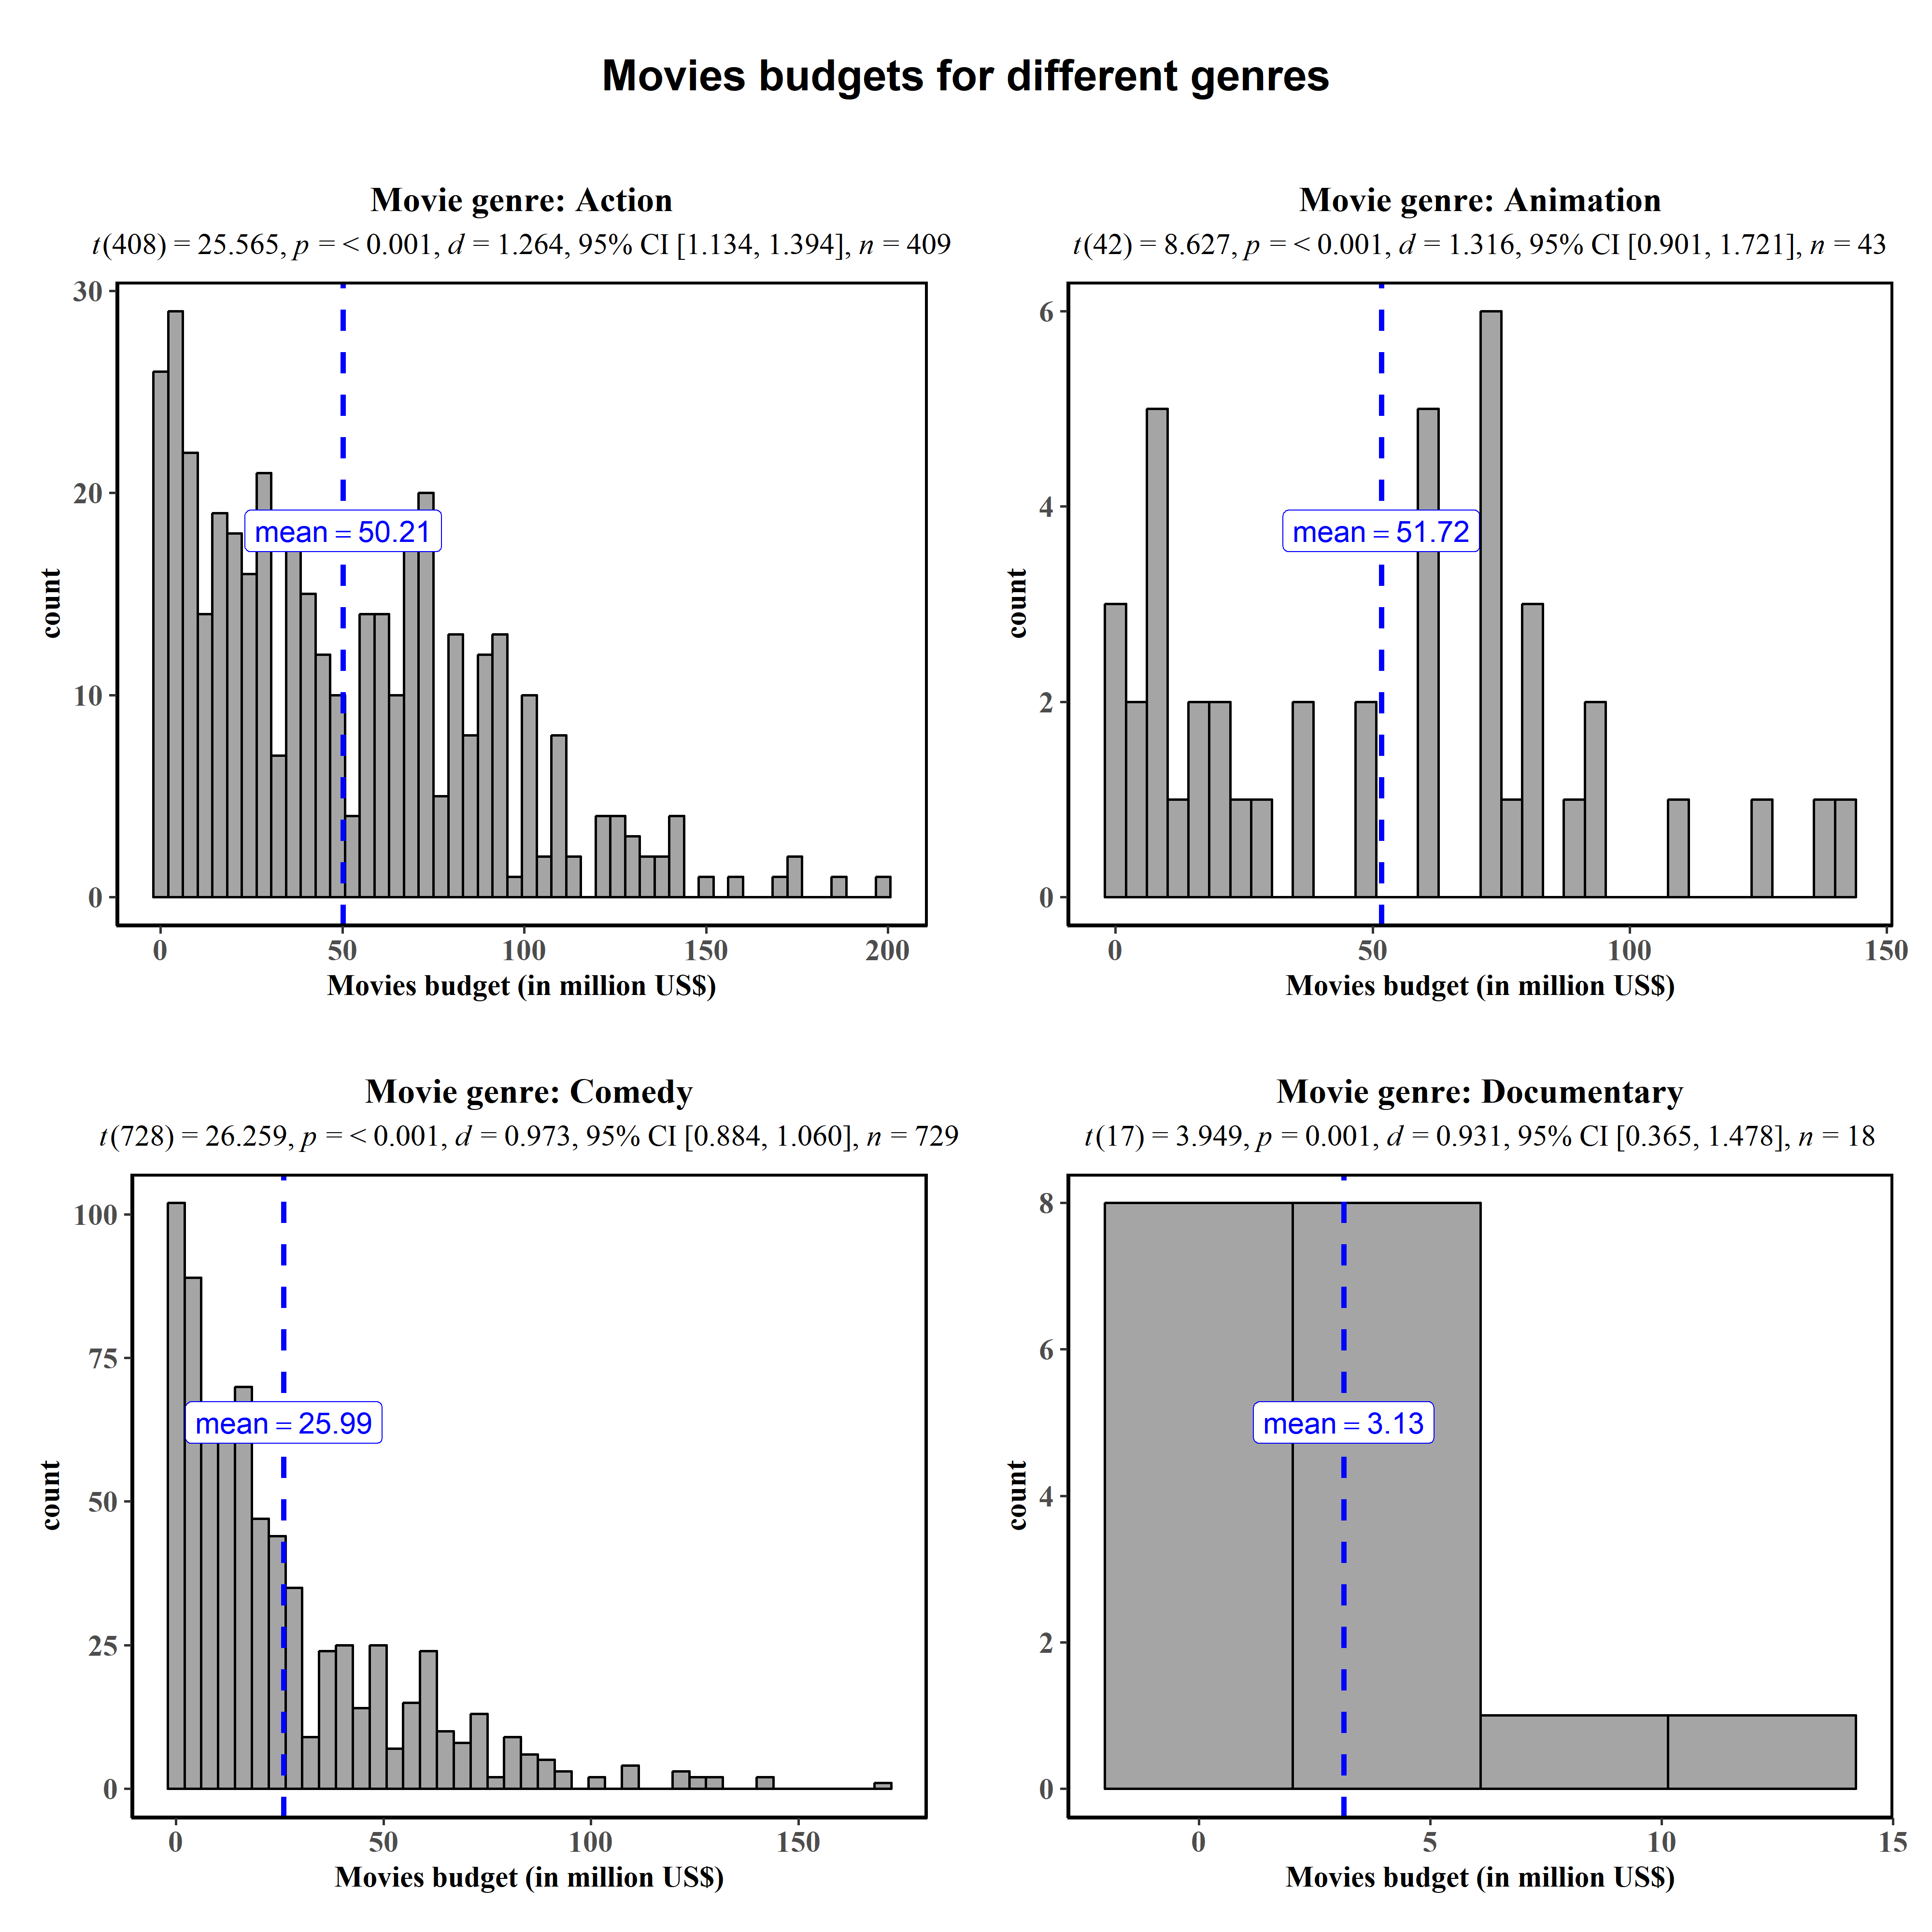 Movies budgets for different genres
Movie genre: Action
t(408) = 25.565, p = < 0.001, d = 1.264, 95% CI [1.134, 1.394], n = 409
30
20
10
0
count
mean = 50.21
0 50 100 150 200
Movies budget (in million US$)
Movie genre: Animation
t(42) = 8.627, p = < 0.001, d = 1.316, 95% CI [0.901, 1.721], n = 43
6
4
2
0
count
mean = 51.72
0 50 100 150
Movies budget (in million US$)
Movie genre: Comedy
t(728) = 26.259, p = < 0.001, d = 0.973, 95% CI [0.884, 1.060], n = 729
100
75
50
25
0
count
mean = 25.99
0 50 100 150
Movies budget (in million US$)
Movie genre: Documentary
t(17) = 3.949, p = 0.001, d = 0.931, 95% CI [0.365, 1.478], n = 18
8
6
4
2
0
count
mean = 3.13
0 5 10 15
Movies budget (in million US$)